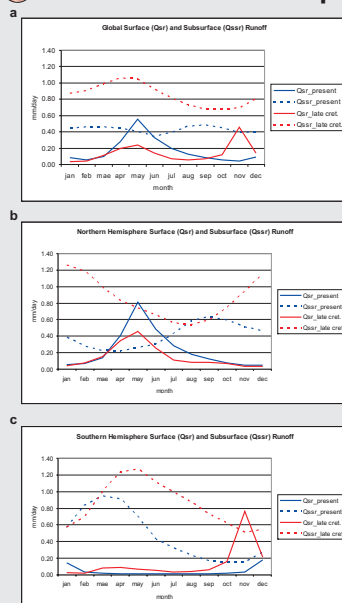 a
Global Surface (Qsr) and Subsurface (Qssr) Runoff
1.40
1.20
1.00
0.80
0.60
0.40
0.20
0.00
mm/day
jan feb mae apr may jun jul aug sep oct nov dec
month
Qsr_present
Qssr_present
Qsr_late cret.
Qssr_late cret.
b
Northern Hemisphere Surface (Qsr) and Subsurface (Qssr) Runoff
1.40
1.20
1.00
0.80
0.60
0.40
0.20
0.00
mm/day
jan feb mae apr may jun jul aug sep oct nov dec
month
Qsr_present
Qssr_present
Qsr_late cret.
Qssr_late cret.
c
Southern Hemisphere Surface (Qsr) and Subsurface (Qssr) Runoff
1.40
1.20
1.00
0.80
0.60
0.40
0.20
0.00
mm/day
jan feb mae apr may jun jul aug sep oct nov dec
month
Qsr_present
Qssr_present
Qsr_late cret.
Qssr_late cret.